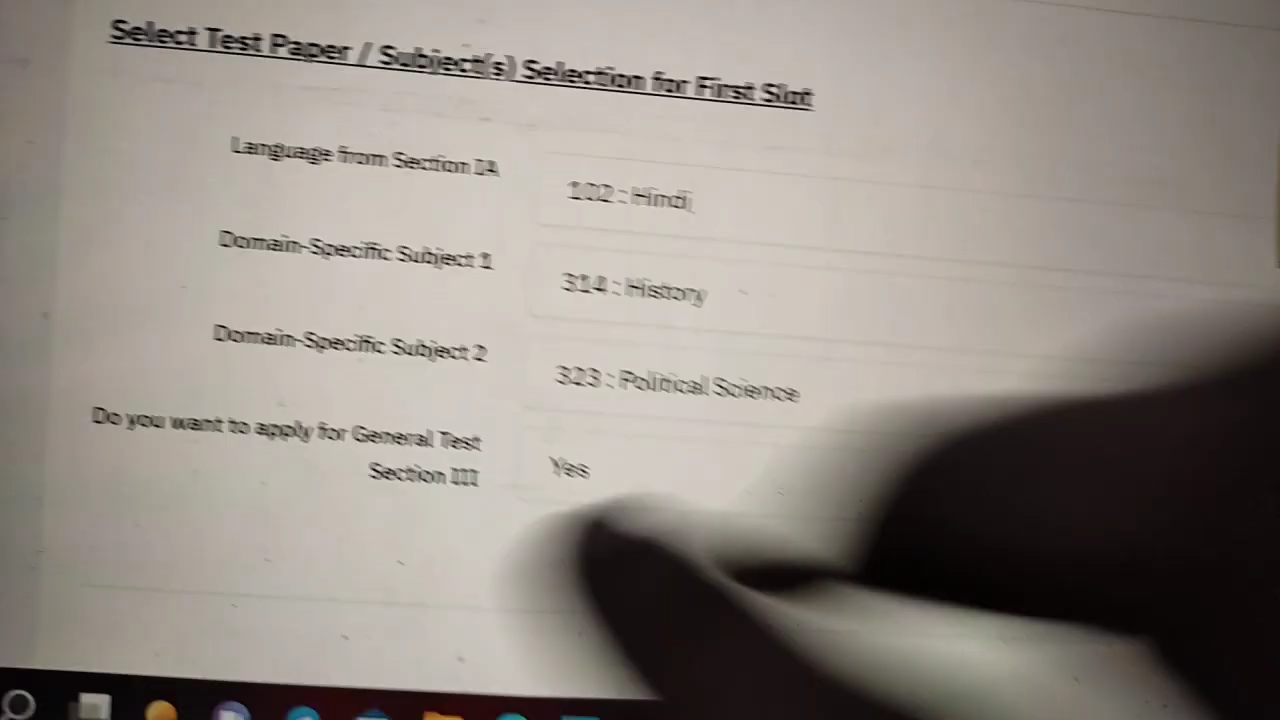 Select Test Paper / Subject(s) Selection for First Slot
Language from Section IA
102 : Hindi
Domain-Specific Subject 1
314 : History
Domain-Specific Subject 2
323 : Political Science
Do you want to apply for General Test
Section III
Yes